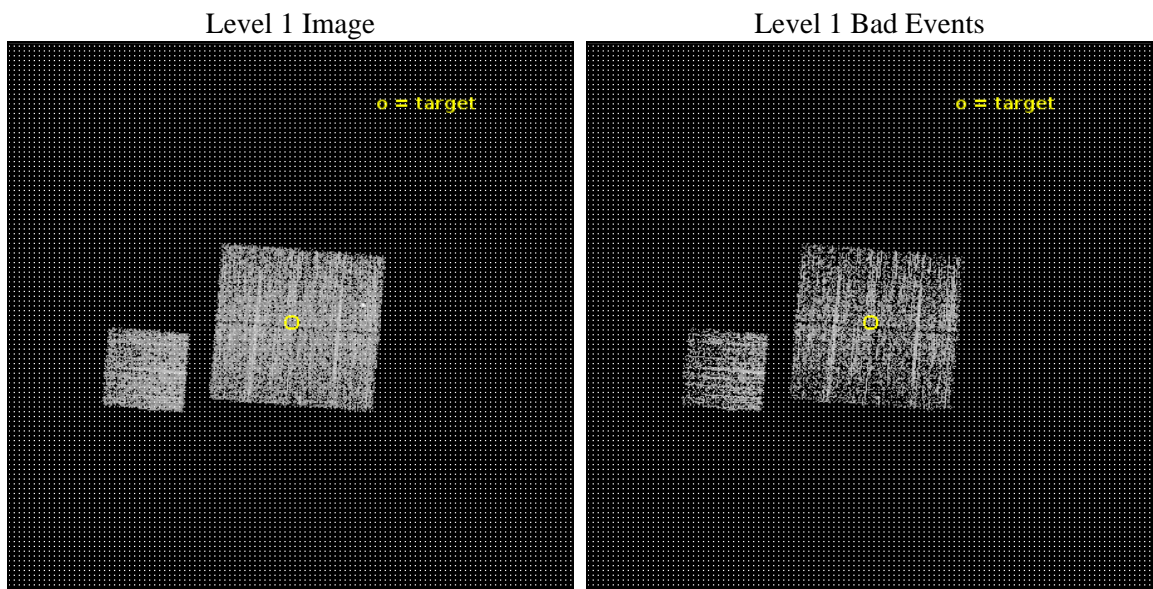 Level 1 Image
Level 1 Bad Events
o = target
o = target